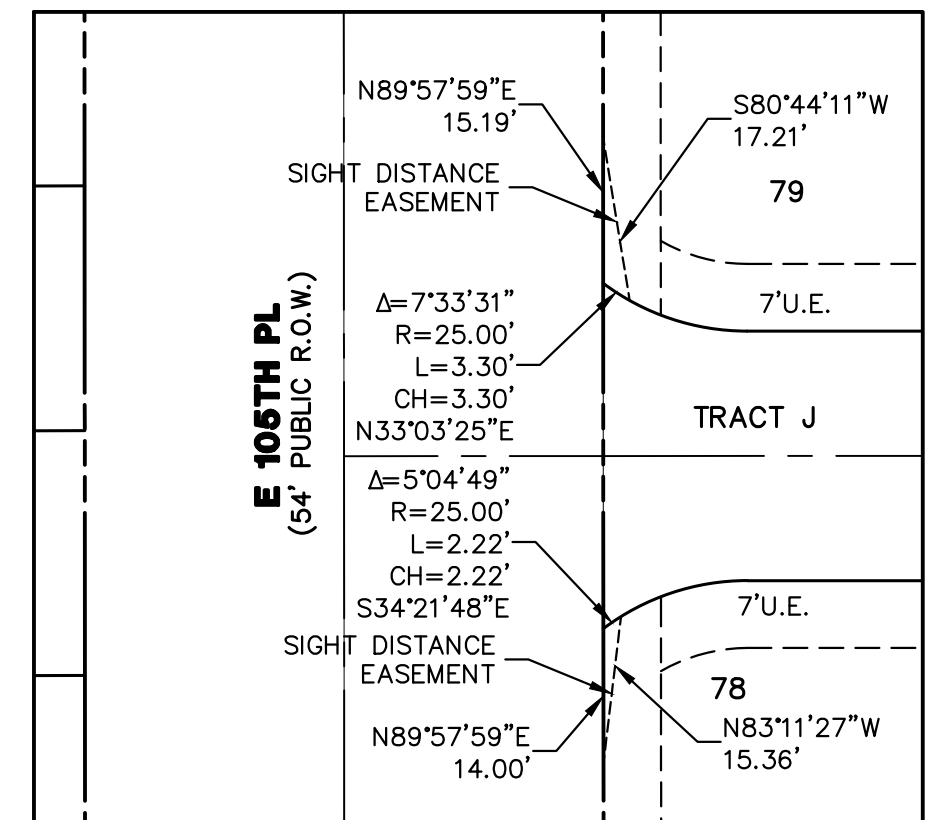 N89°57'59"E
15.19'
S80°44'11"W
17.21'
SIGHT DISTANCE
EASEMENT
79
Δ=7°33'31"
R=25.00'
L=3.30'
CH=3.30'
N33°03'25"E
7'U.E.
E 105TH PL
(54' PUBLIC R.O.W.)
TRACT J
Δ=5°04'49"
R=25.00'
L=2.22'
CH=2.22'
S34°21'48"E
7'U.E.
SIGHT DISTANCE
EASEMENT
78
N89°57'59"E
14.00'
N83°11'27"W
15.36'